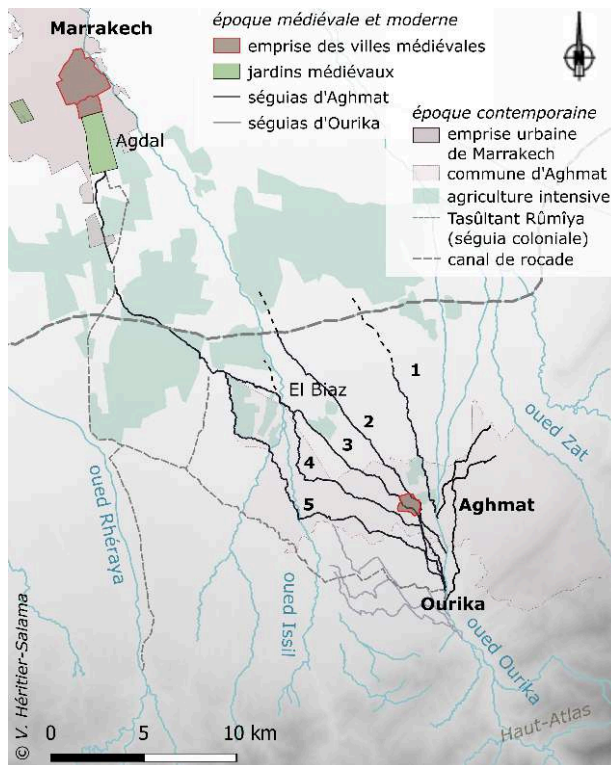 Marrakech
époque médiévale et moderne
emprise des villes médiévales
jardins médiévaux
séguias d'Aghmat
séguias d'Ourika
époque contemporaine
emprise urbaine
de Marrakech
commune d'Aghmat
agriculture intensive
Tasûltant Rûmîya
(séguia coloniale)
canal de rocade
Agdal
1
El Biaz
2
3
4
5
oued Zat
Aghmat
oued Rhéraya
oued Issil
Ourika
oued Ourika
Haut-Atlas
© V. Héritier-Salama
0 5 10 km